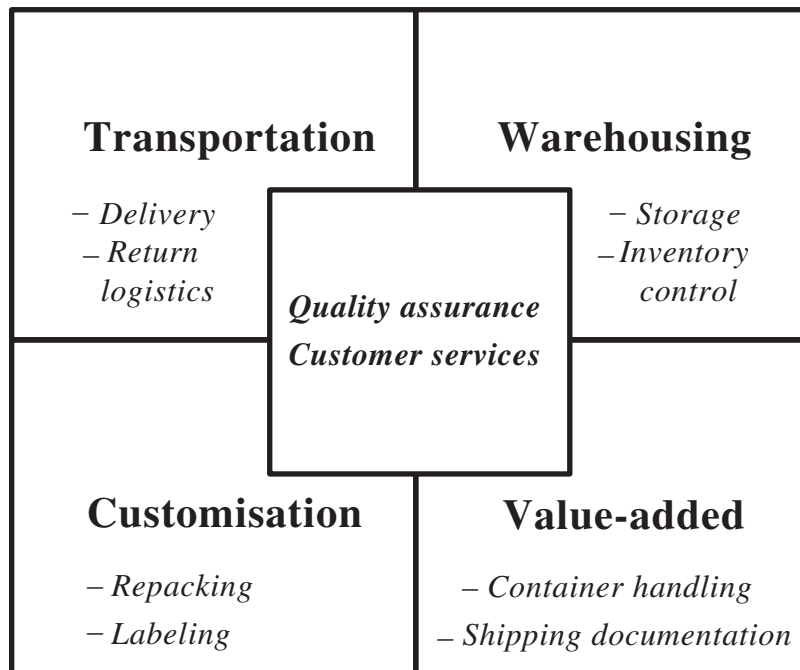 Transportation
– Delivery
– Return
logistics
Warehousing
– Storage
– Inventory
control
Quality assurance
Customer services
Customisation
– Repacking
– Labeling
Value-added
– Container handling
– Shipping documentation